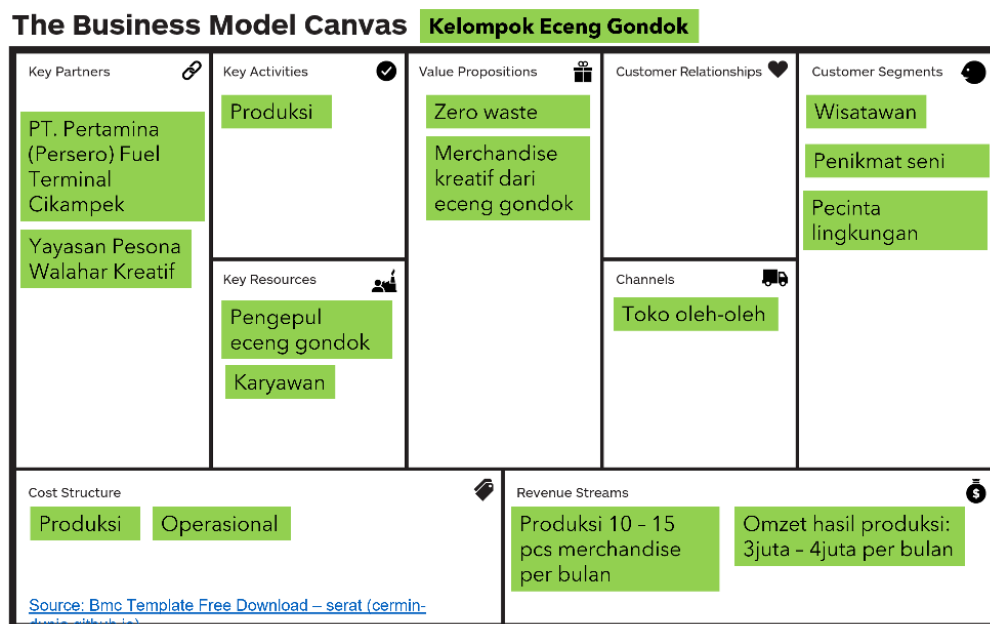 The Business Model Canvas
Kelompok Eceng Gondok
Key Partners
PT. Pertamina
(Persero) Fuel
Terminal
Cikampek
Yayasan Pesona
Walahar Kreatif
Key Activities
Produksi
Key Resources
Pengepul
eceng gondok
Karyawan
Value Propositions
Zero waste
Merchandise
kreatif dari
eceng gondok
Customer Relationships
Channels
Toko oleh-oleh
Customer Segments
Wisatawan
Penikmat seni
Pecinta
lingkungan
Cost Structure
Produksi
Operasional
Source: Bmc Template Free Download – serat (cermin-
Revenue Streams
Produksi 10 – 15
pcs merchandise
per bulan
Omzet hasil produksi:
3juta – 4juta per bulan